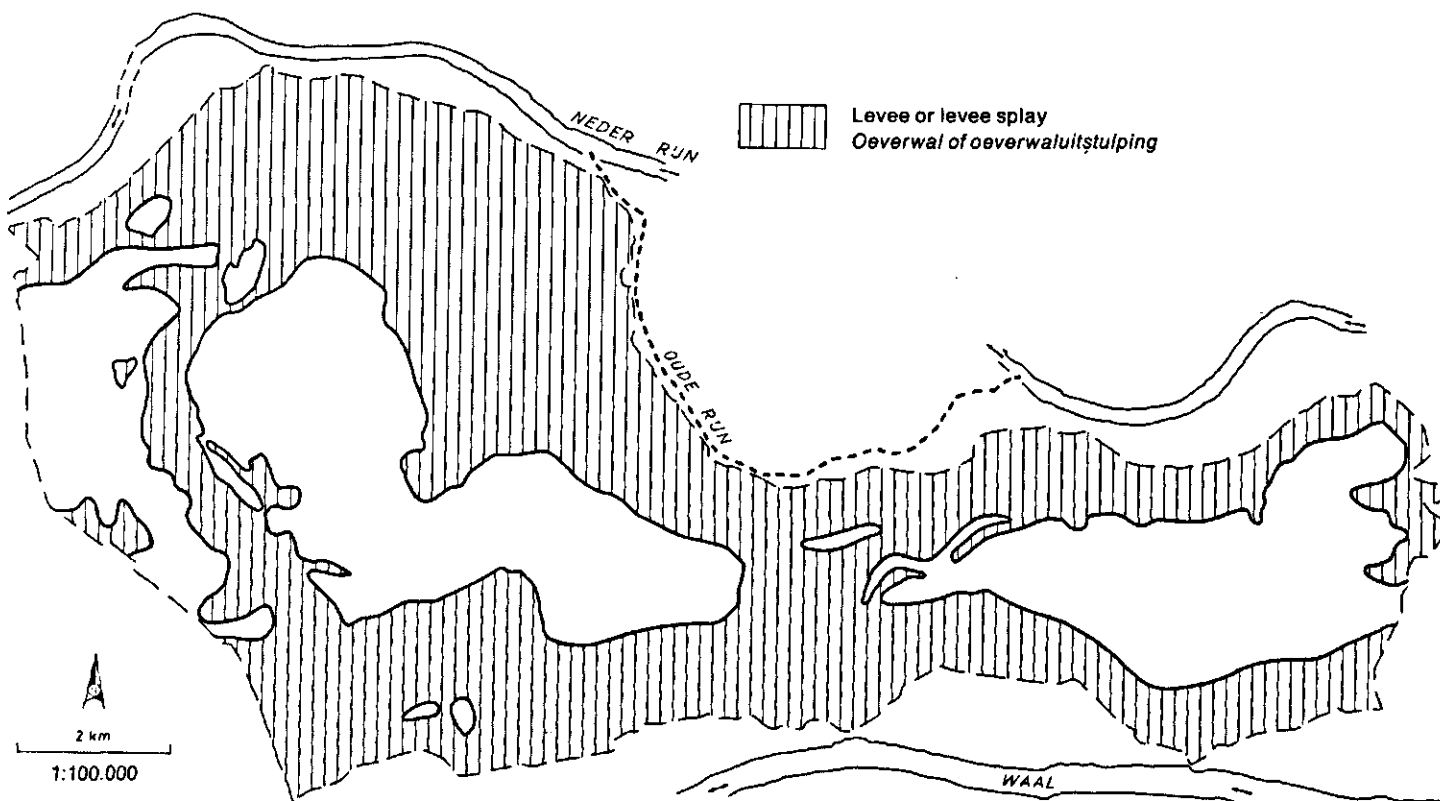 NEDER RIJN
Levee or levee splay
Oeverwal of oeverwaluitstulping
OUDE RIJN
2 km
1:100.000
WAAL